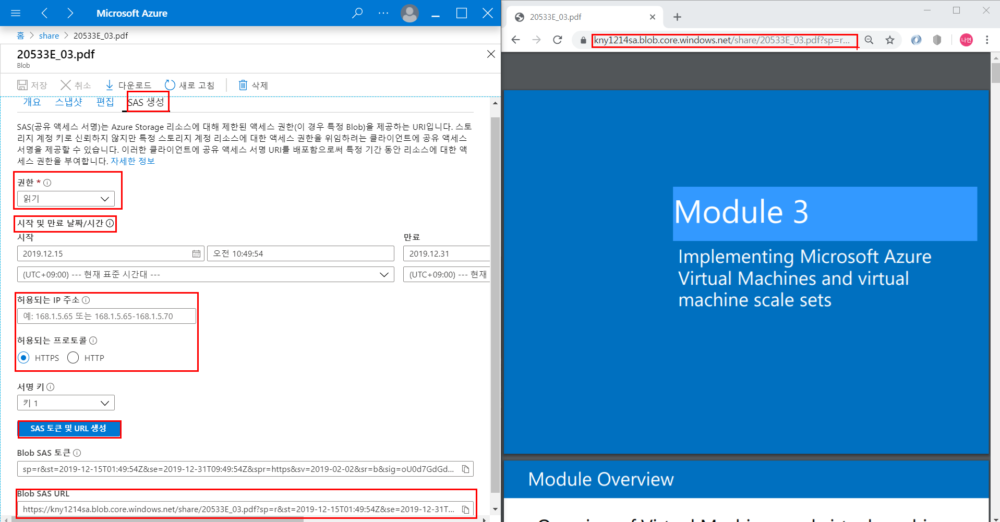 Microsoft Azure
홈 > share > 20533E_03.pdf
20533E_03.pdf
Blob
저장 취소 다운로드 새로 고침 삭제
개요 스냅샷 편집 SAS 생성
SAS(공유 액세스 서명)는 Azure Storage 리소스에 대해 제한된 액세스 권한(이 경우 특정 Blob)을 제공하는 URI입니다. 스토
리지 계정 키로 신뢰하지 않지만 특정 스토리지 계정 리소스에 대한 액세스 권한을 위임하려는 클라이언트에 공유 액세스
서명을 제공할 수 있습니다. 이러한 클라이언트에 공유 액세스 서명 URI를 배포함으로써 특정 기간 동안 리소스에 대한 액
세스 권한을 부여합니다. 자세한 정보
권한 *
읽기
시작 및 만료 날짜/시간
시작 만료
2019.12.15 오전 10:49:54 2019.12.31
(UTC+09:00) --- 현재 표준 시간대 --- (UTC+09:00) --- 현재
허용되는 IP 주소
예: 168.1.5.65 또는 168.1.5.65-168.1.5.70
허용되는 프로토콜
HTTPS HTTP
서명 키
키 1
SAS 토큰 및 URL 생성
Blob SAS 토큰
sp=r&st=2019-12-15T01:49:54Z&se=2019-12-31T09:49:54Z&spr=https&sv=2019-02-02&sr=b&sig=oU0d7GdGd...
Blob SAS URL
https://kny1214sa.blob.core.windows.net/share/20533E_03.pdf?sp=r&st=2019-12-15T01:49:54Z&se=2019-12-31T...
20533E_03.pdf
kny1214sa.blob.core.windows.net/share/20533E_03.pdf?sp=r...
나연
Module 3
Implementing Microsoft Azure
Virtual Machines and virtual
machine scale sets
Module Overview